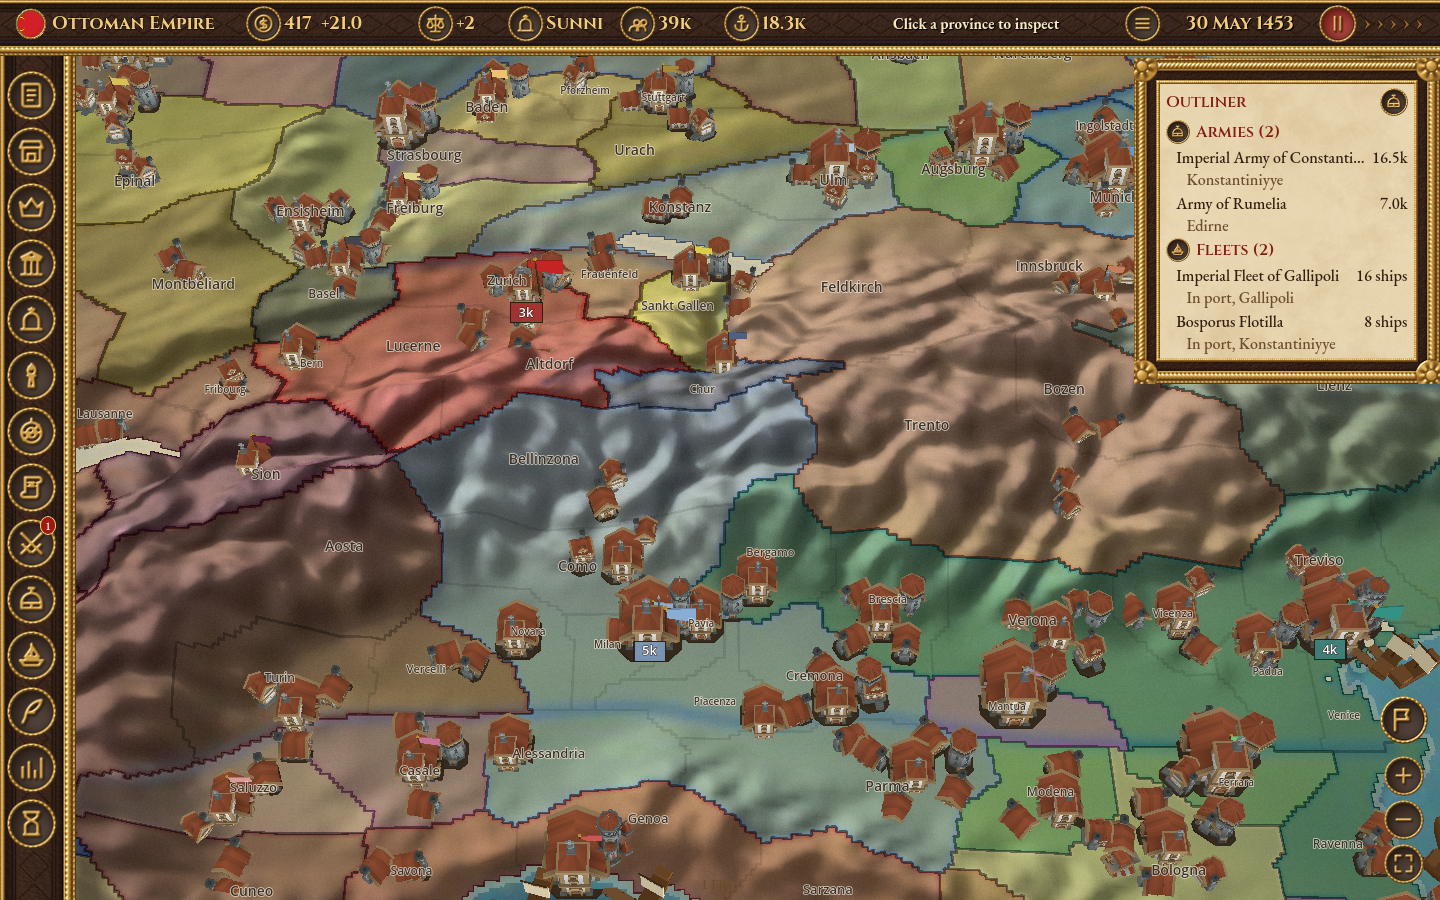 OTTOMAN EMPIRE
417 +21.0
+2
SUNNI
39K
18.3K
Click a province to inspect
30 MAY 1453
OUTLINER
ARMIES (2)
Imperial Army of Constanti... 16.5k
Konstantiniyye
Army of Rumelia 7.0k
Edirne
FLEETS (2)
Imperial Fleet of Gallipoli 16 ships
In port, Gallipoli
Bosporus Flotilla 8 ships
In port, Konstantiniyye
1
Baden
Pforzheim
Stuttgart
Strasbourg
Urach
Épinal
Ulm
Augsburg
Ingolstadt
Ensisheim
Freiburg
Konstanz
Montbéliard
Basel
Zurich
Frauenfeld
Sankt Gallen
Feldkirch
Innsbruck
3k
Lucerne
Altdorf
Bern
Fribourg
Chur
Bozen
Lausanne
Trento
Lienz
Bellinzona
Sion
Aosta
Como
Bergamo
Treviso
Brescia
Verona
Vicenza
Novara
Milan
Pavia
5k
4k
Vercelli
Turin
Cremona
Padua
Piacenza
Mantua
Venice
Alessandria
Casale
Saluzzo
Parma
Modena
Ferrara
Genoa
Ravenna
Savona
Bologna
Cuneo
Sarzana